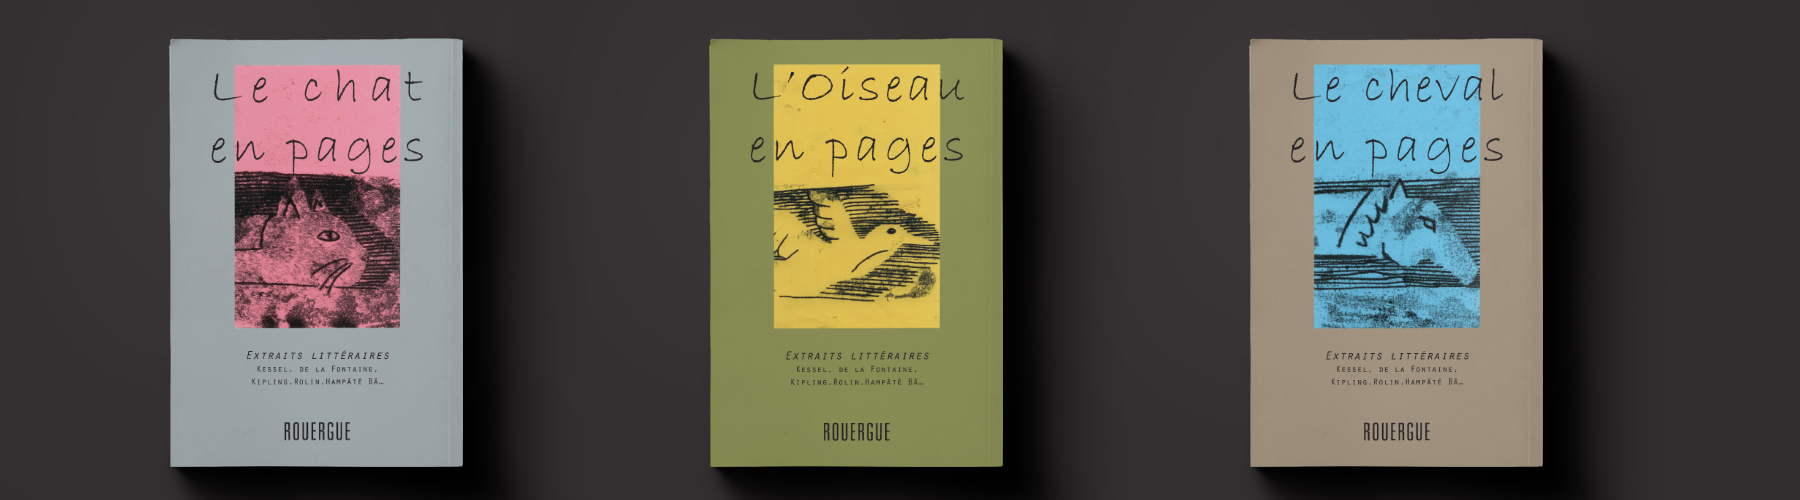 Le chat
en pages
EXTRAITS LITTÉRAIRES
KESSEL, DE LA FONTAINE,
KIPLING,ROLIN,HAMPÂTÉ BÂ…
ROUERGUE
L'Oiseau
en pages
EXTRAITS LITTÉRAIRES
KESSEL, DE LA FONTAINE,
KIPLING,ROLIN,HAMPÂTÉ BÂ…
ROUERGUE
Le cheval
en pages
EXTRAITS LITTÉRAIRES
KESSEL, DE LA FONTAINE,
KIPLING,ROLIN,HAMPÂTÉ BÂ…
ROUERGUE